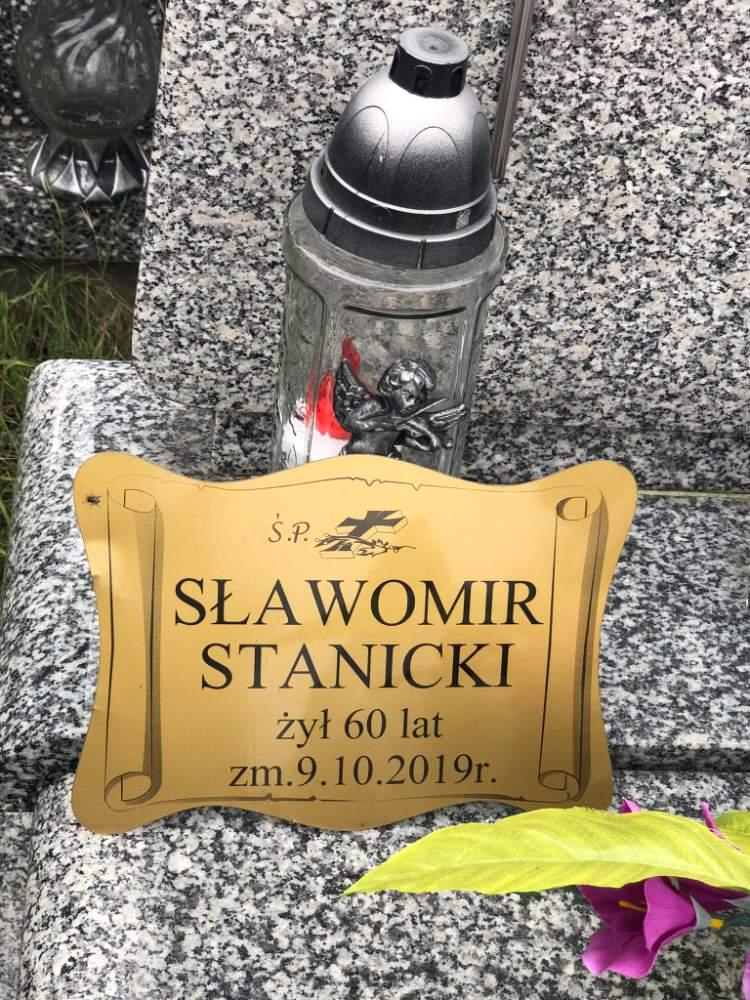 Ś.P.
SŁAWOMIR
STANICKI
żył 60 lat
zm.9.10.2019r.